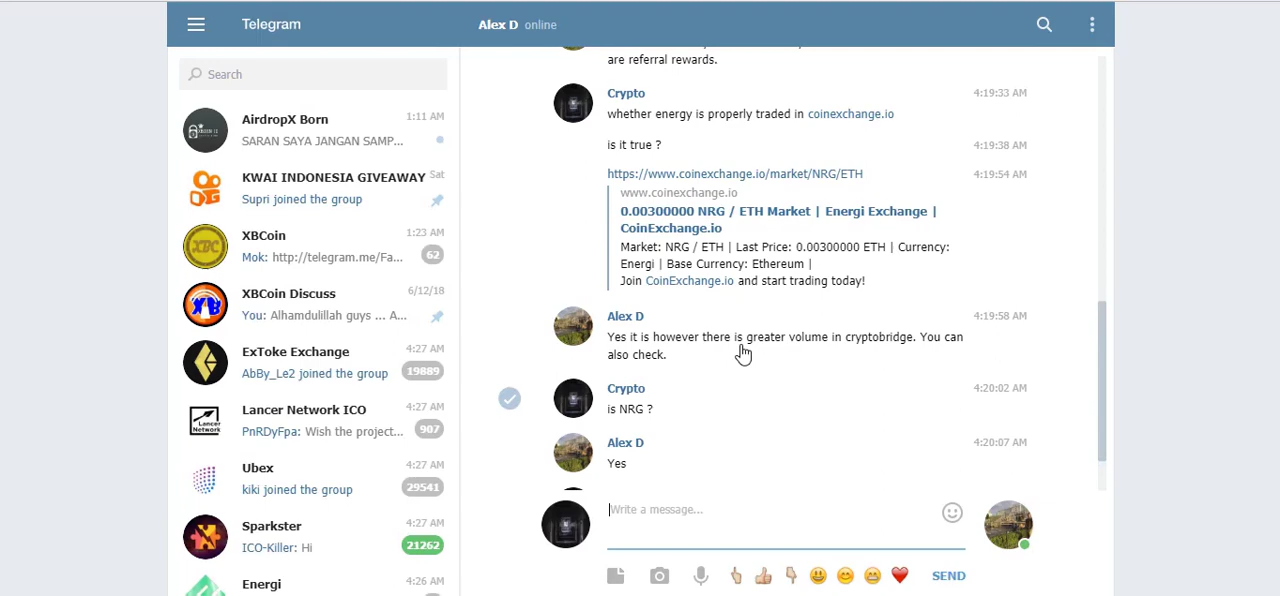 Telegram
Alex D online
Search
AirdropX Born 1:11 AM
SARAN SAYA JANGAN SAMP...
KWAI INDONESIA GIVEAWAY Sat
Supri joined the group
XBCoin 1:23 AM
Mok: http://telegram.me/Fa... 62
XBCoin Discuss 6/12/18
You: Alhamdulillah guys ... A...
ExToke Exchange 4:27 AM
AbBy_Le2 joined the group 19889
Lancer Network ICO 4:27 AM
PnRDyFpa: Wish the project... 907
Ubex 4:27 AM
kiki joined the group 29541
Sparkster 4:27 AM
ICO-Killer: Hi 21262
Energi 4:26 AM
are referral rewards.
Crypto 4:19:33 AM
whether energy is properly traded in coinexchange.io
is it true ? 4:19:38 AM
https://www.coinexchange.io/market/NRG/ETH 4:19:54 AM
www.coinexchange.io
0.00300000 NRG / ETH Market | Energi Exchange |
CoinExchange.io
Market: NRG / ETH | Last Price: 0.00300000 ETH | Currency:
Energi | Base Currency: Ethereum |
Join CoinExchange.io and start trading today!
Alex D 4:19:58 AM
Yes it is however there is greater volume in cryptobridge. You can
also check.
Crypto 4:20:02 AM
is NRG ?
Alex D 4:20:07 AM
Yes
Write a message...
SEND